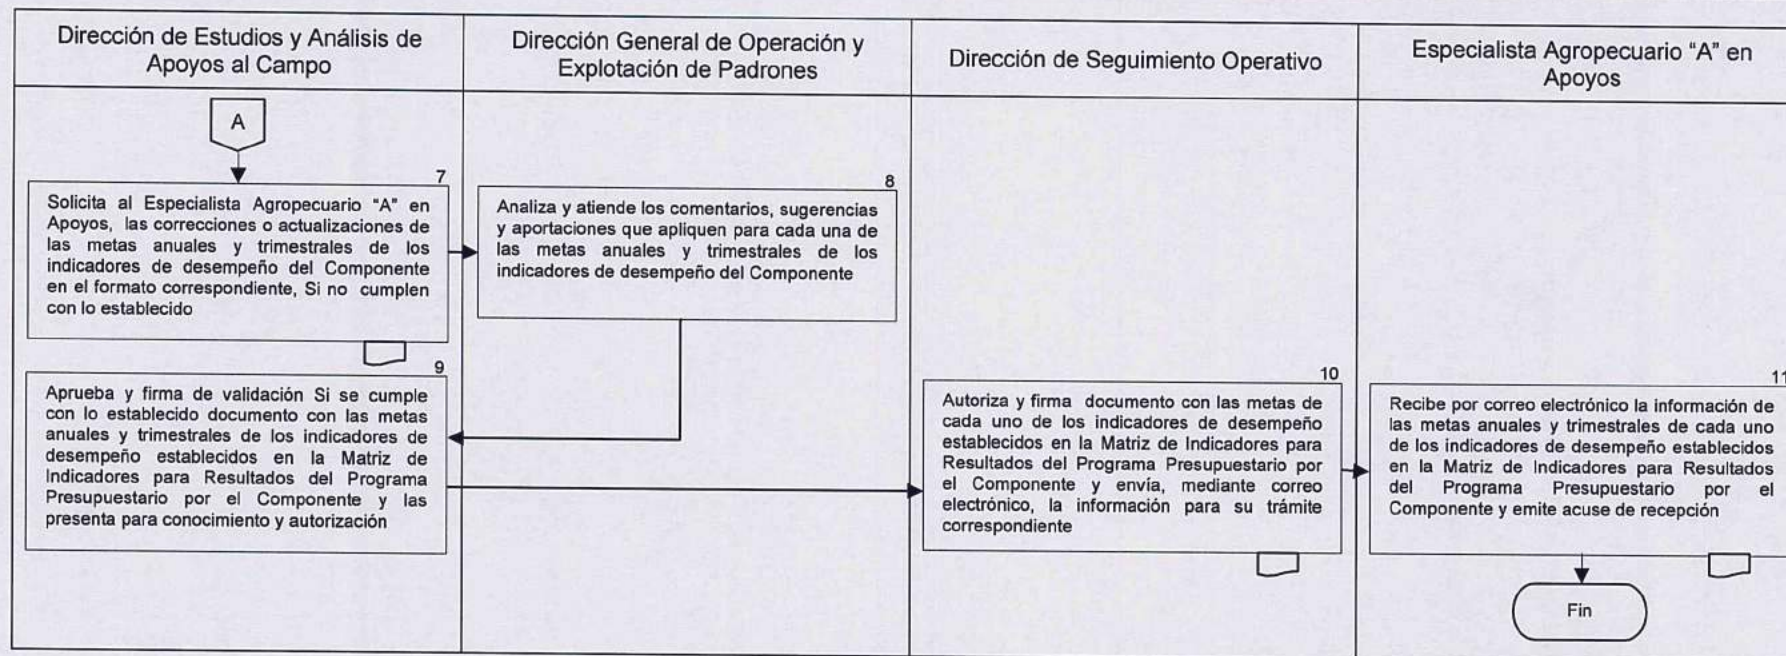 Dirección de Estudios y Análisis de
Apoyos al Campo
Dirección General de Operación y
Explotación de Padrones
Dirección de Seguimiento Operativo
Especialista Agropecuario "A" en
Apoyos
A
7
Solicita al Especialista Agropecuario "A" en
Apoyos, las correcciones o actualizaciones de
las metas anuales y trimestrales de los
indicadores de desempeño del Componente
en el formato correspondiente, Si no cumplen
con lo establecido
8
Analiza y atiende los comentarios, sugerencias
y aportaciones que apliquen para cada una de
las metas anuales y trimestrales de los
indicadores de desempeño del Componente
9
Aprueba y firma de validación Si se cumple
con lo establecido documento con las metas
anuales y trimestrales de los indicadores de
desempeño establecidos en la Matriz de
Indicadores para Resultados del Programa
Presupuestario por el Componente y las
presenta para conocimiento y autorización
10
Autoriza y firma documento con las metas de
cada uno de los indicadores de desempeño
establecidos en la Matriz de Indicadores para
Resultados del Programa Presupuestario por
el Componente y envía, mediante correo
electrónico, la información para su trámite
correspondiente
11
Recibe por correo electrónico la información de
las metas anuales y trimestrales de cada uno
de los indicadores de desempeño establecidos
en la Matriz de Indicadores para Resultados
del Programa Presupuestario por el
Componente y emite acuse de recepción
Fin